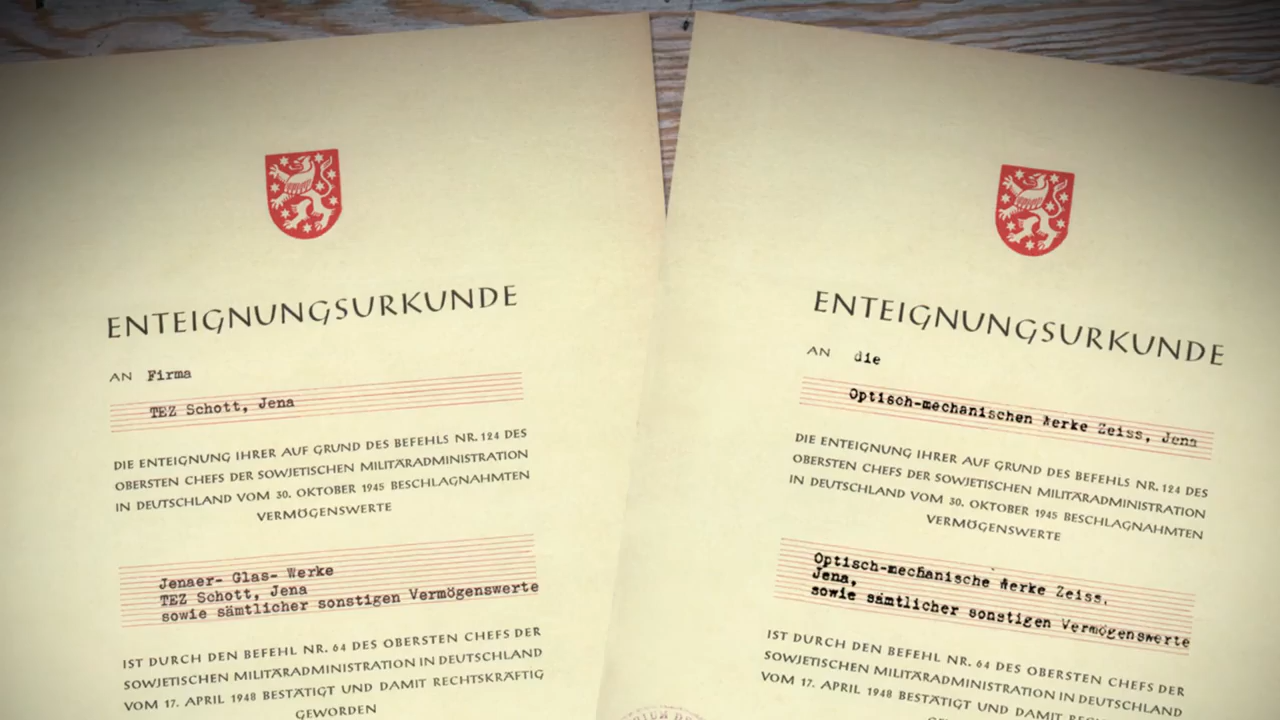 ENTEIGNUNGSURKUNDE
AN Firma
TEZ Schott, Jena
DIE ENTEIGNUNG IHRER AUF GRUND DES BEFEHLS NR. 124 DES
OBERSTEN CHEFS DER SOWJETISCHEN MILITÄRADMINISTRATION
IN DEUTSCHLAND VOM 30. OKTOBER 1945 BESCHLAGNAHMTEN
VERMÖGENSWERTE
Jenaer- Glas- Werke
TEZ Schott, Jena
sowie sämtlicher sonstigen Vermögenswerte
IST DURCH DEN BEFEHL NR. 64 DES OBERSTEN CHEFS DER
SOWJETISCHEN MILITÄRADMINISTRATION IN DEUTSCHLAND
VOM 17. APRIL 1948 BESTÄTIGT UND DAMIT RECHTSKRÄFTIG
GEWORDEN
ENTEIGNUNGSURKUNDE
AN die
Optisch-mechanischen Werke Zeiss, Jena
DIE ENTEIGNUNG IHRER AUF GRUND DES BEFEHLS NR. 124 DES
OBERSTEN CHEFS DER SOWJETISCHEN MILITÄRADMINISTRATION
IN DEUTSCHLAND VOM 30. OKTOBER 1945 BESCHLAGNAHMTEN
VERMÖGENSWERTE
Optisch-mechanische Werke Zeiss,
Jena,
sowie sämtlicher sonstigen Vermögenswerte
IST DURCH DEN BEFEHL NR. 64 DES OBERSTEN CHEFS DER
SOWJETISCHEN MILITÄRADMINISTRATION IN DEUTSCHLAND
VOM 17. APRIL 1948 BESTÄTIGT UND DAMIT